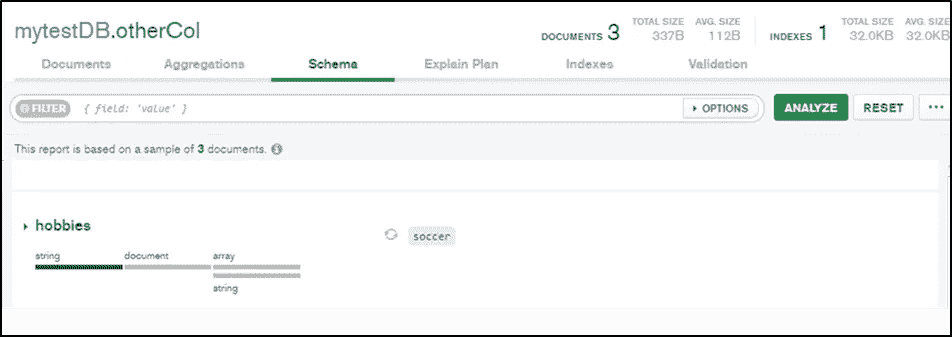 mytestDB.otherCol
DOCUMENTS 3 TOTAL SIZE 337B AVG. SIZE 112B INDEXES 1 TOTAL SIZE 32.0KB AVG. SIZE 32.0KB
Documents Aggregations Schema Explain Plan Indexes Validation
FILTER { field: 'value' } OPTIONS ANALYZE RESET ...
This report is based on a sample of 3 documents.
hobbies
soccer
string document array
string